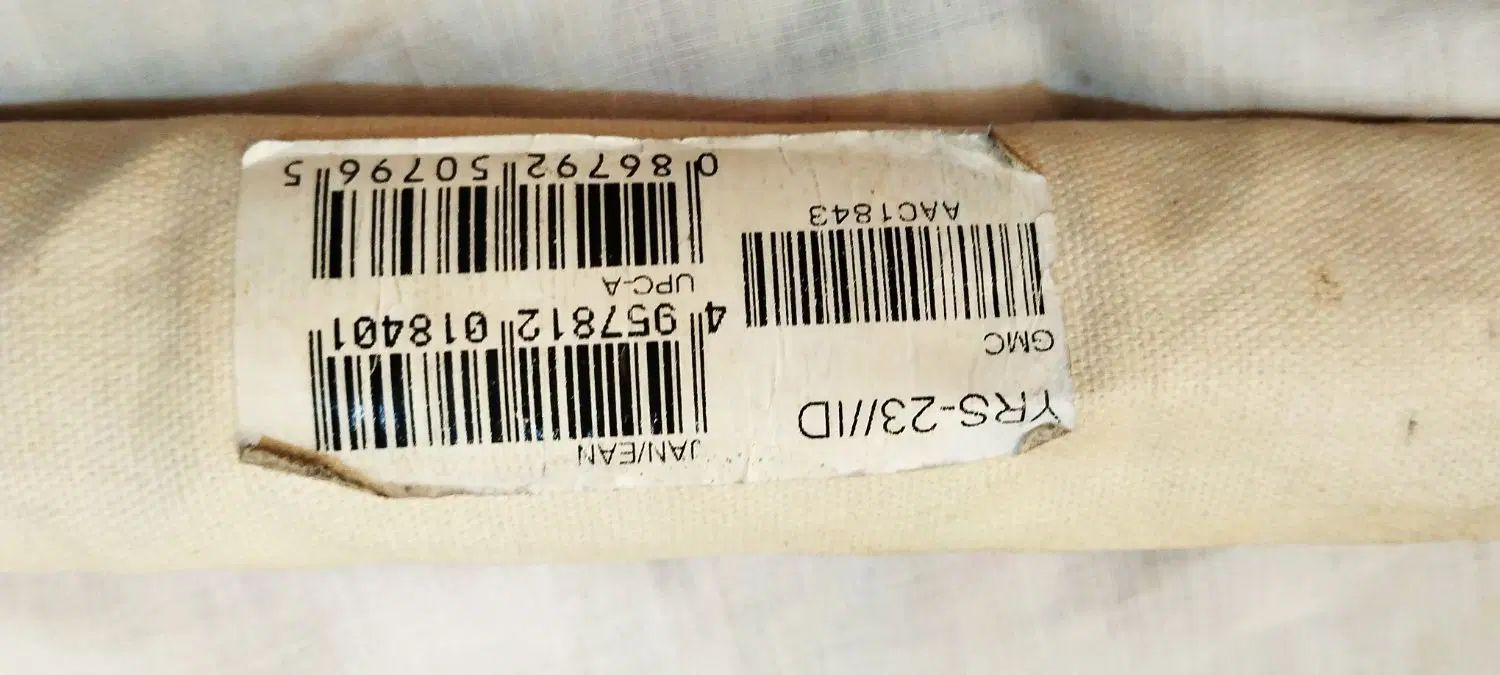 YRS-23//ID
GMC
AAC1843
JAN/EAN
4 957812 018401
UPC-A
0 86792 50796 5